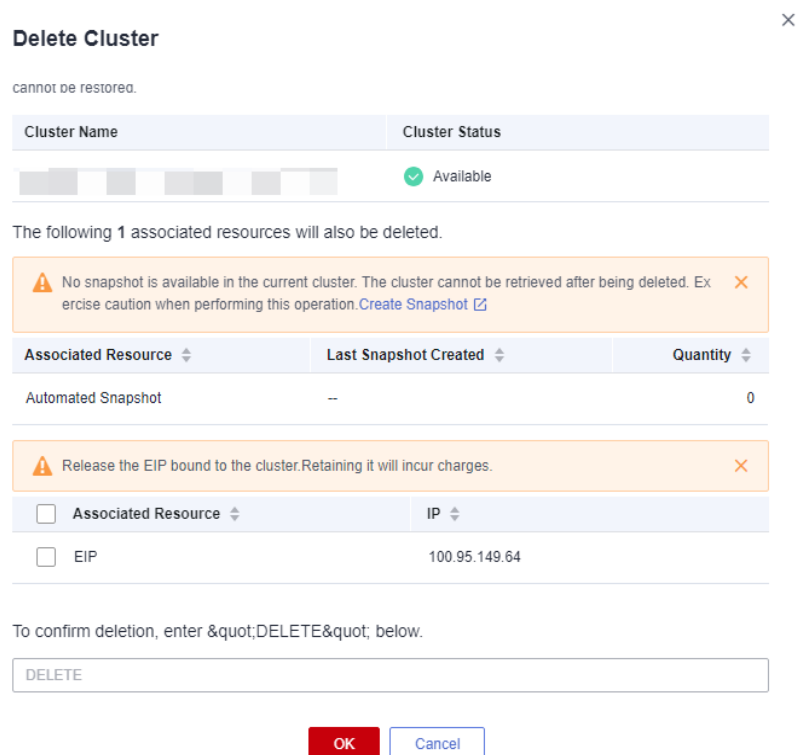 Delete Cluster
cannot be restored.
Cluster Name Cluster Status
Available
The following 1 associated resources will also be deleted.
No snapshot is available in the current cluster. The cluster cannot be retrieved after being deleted. Ex
ercise caution when performing this operation.Create Snapshot
Associated Resource Last Snapshot Created Quantity
Automated Snapshot -- 0
Release the EIP bound to the cluster.Retaining it will incur charges.
Associated Resource IP
EIP 100.95.149.64
To confirm deletion, enter &quot;DELETE&quot; below.
DELETE
OK Cancel